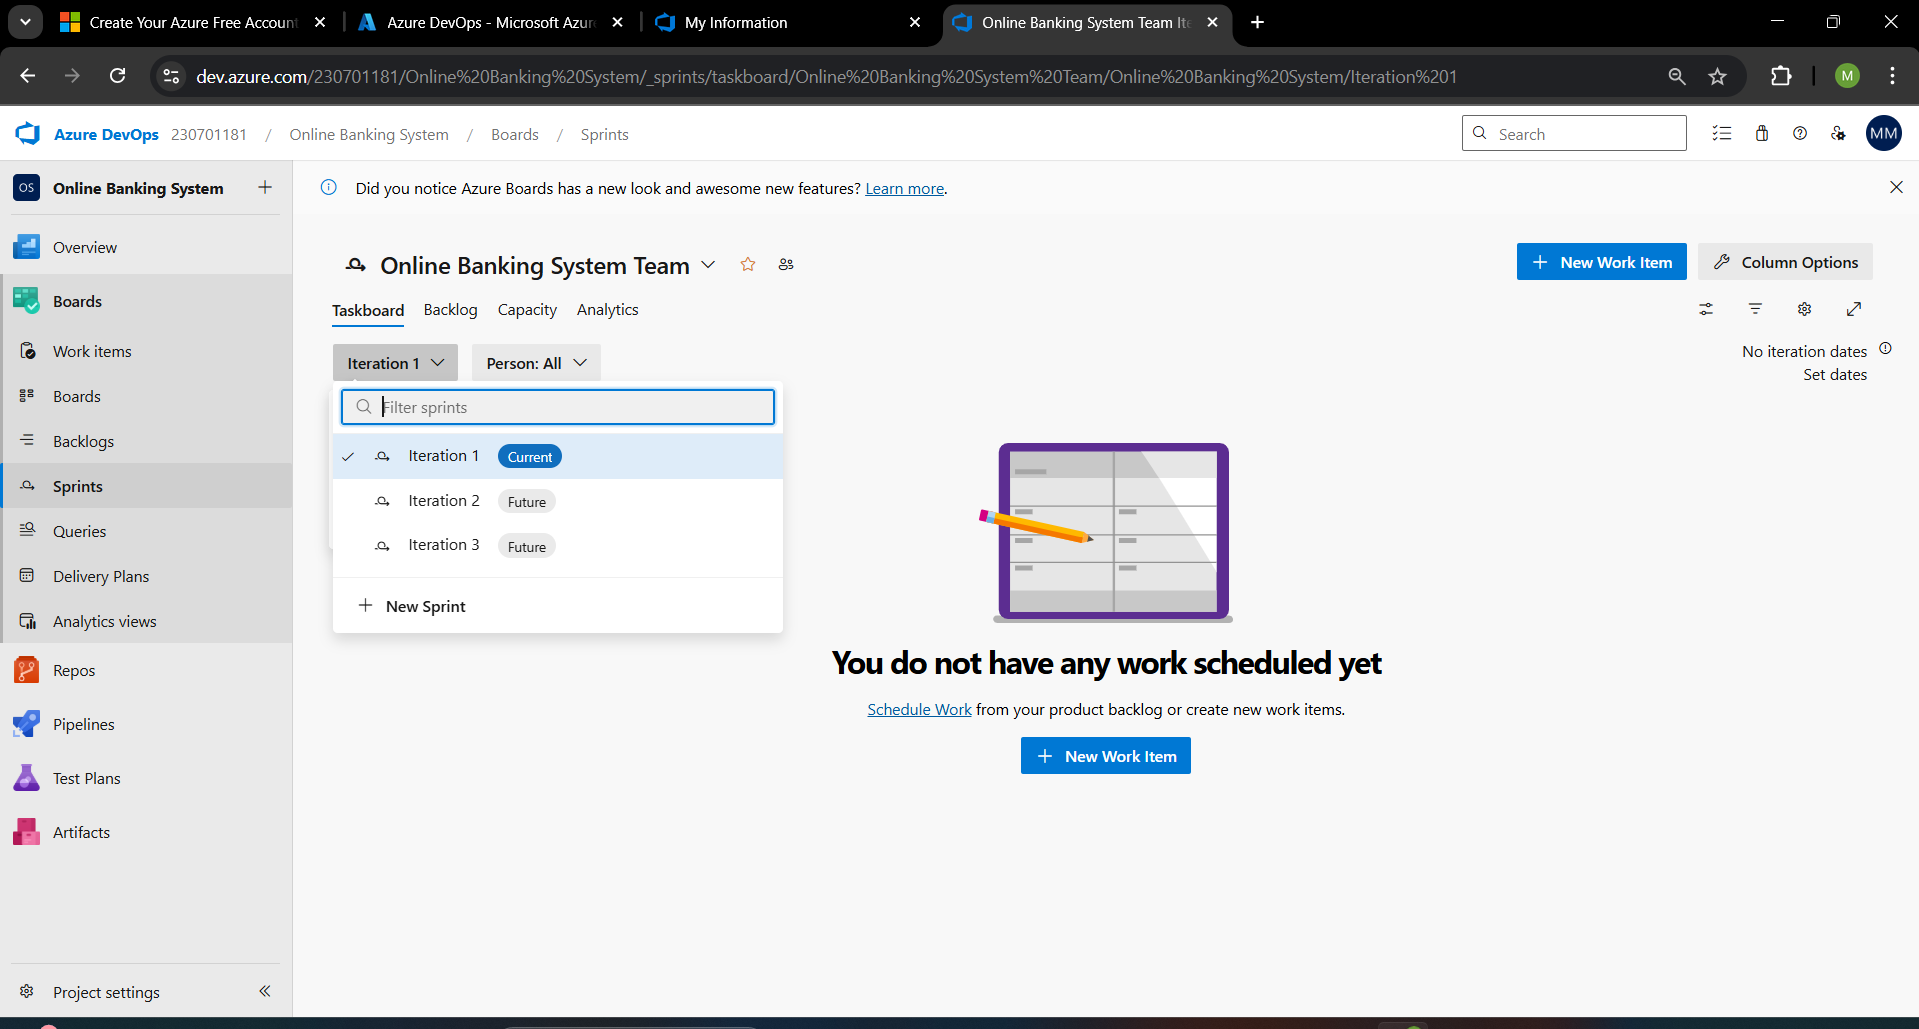 Create Your Azure Free Account
Azure DevOps - Microsoft Azure
My Information
Online Banking System Team Ite
dev.azure.com/230701181/Online%20Banking%20System/_sprints/taskboard/Online%20Banking%20System%20Team/Online%20Banking%20System/Iteration%201
M
Azure DevOps 230701181 / Online Banking System / Boards / Sprints
Search
MM
OS Online Banking System
Did you notice Azure Boards has a new look and awesome new features? Learn more.
Overview
Boards
Work items
Boards
Backlogs
Sprints
Queries
Delivery Plans
Analytics views
Repos
Pipelines
Test Plans
Artifacts
Project settings
Online Banking System Team
New Work Item
Column Options
Taskboard Backlog Capacity Analytics
Iteration 1
Person: All
No iteration dates
Set dates
Filter sprints
Iteration 1 Current
Iteration 2 Future
Iteration 3 Future
New Sprint
You do not have any work scheduled yet
Schedule Work from your product backlog or create new work items.
New Work Item